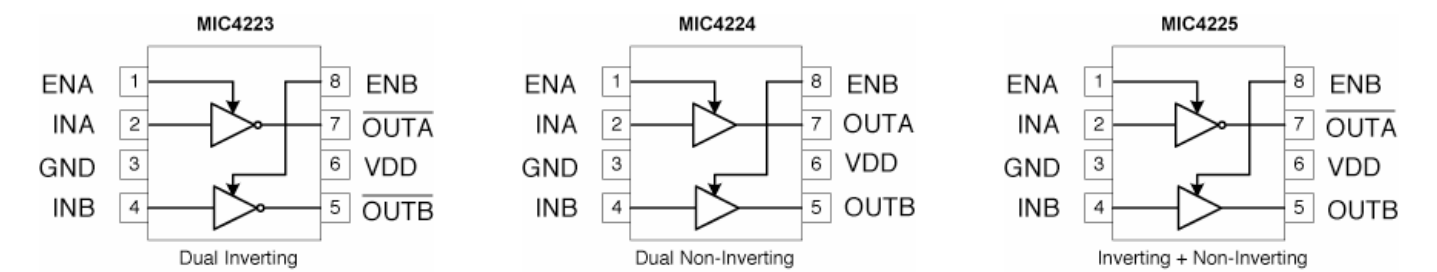 MIC4223
ENA 1 8 ENB
INA 2 7 OUTA
GND 3 6 VDD
INB 4 5 OUTB
Dual Inverting
MIC4224
ENA 1 8 ENB
INA 2 7 OUTA
GND 3 6 VDD
INB 4 5 OUTB
Dual Non-Inverting
MIC4225
ENA 1 8 ENB
INA 2 7 OUTA
GND 3 6 VDD
INB 4 5 OUTB
Inverting + Non-Inverting